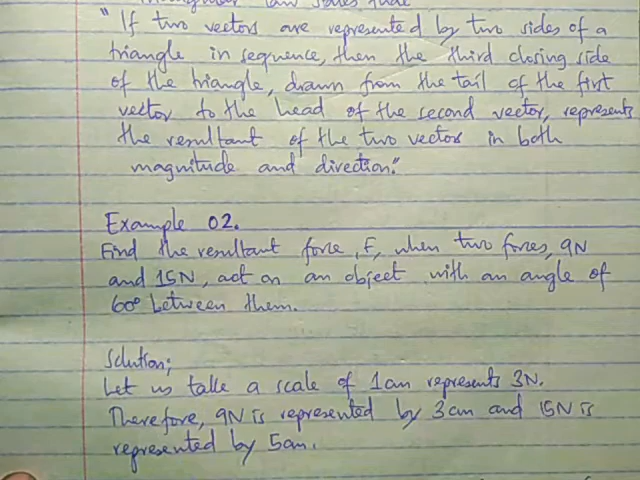 law states that
"If two vectors are represented by two sides of a
triangle in sequence, then the third closing side
of the triangle, drawn from the tail of the first
vector to the head of the second vector, represents
the resultant of the two vectors in both
magnitude and direction."
Example 02.
Find the resultant force, F, when two forces, 9N
and 15N, act on an object with an angle of
60° between them.
Solution;
Let us take a scale of 1cm represents 3N.
Therefore, 9N is represented by 3cm and 15N is
represented by 5cm.